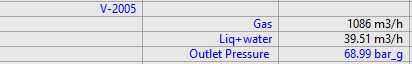 V-2005
Gas 1086 m3/h
Liq+water 39.51 m3/h
Outlet Pressure 68.99 bar_g